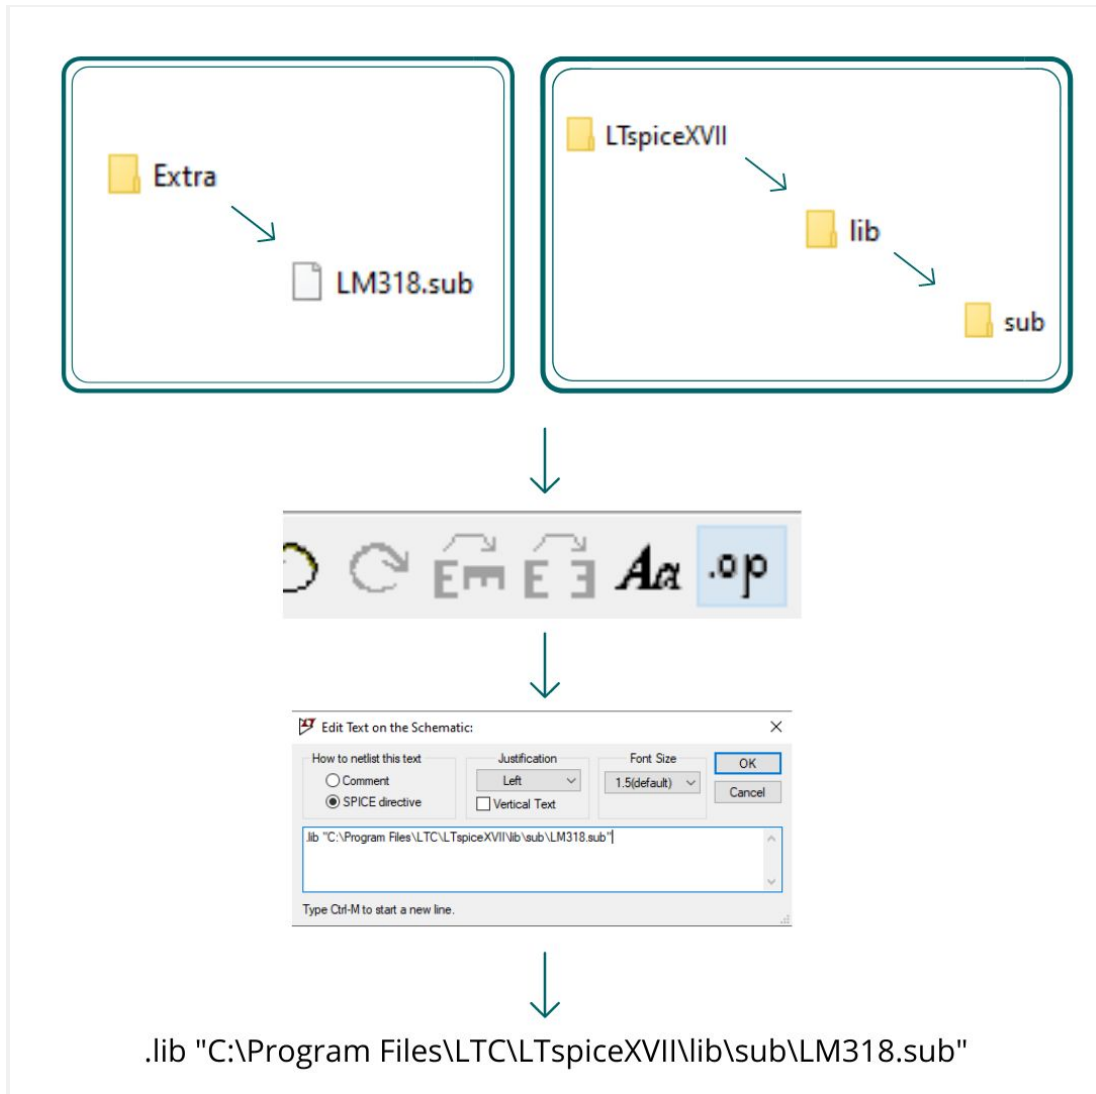 Extra
LM318.sub
LTspiceXVII
lib
sub
Aa
.op
Edit Text on the Schematic:
How to netlist this text
Comment
SPICE directive
Justification
Left
Vertical Text
Font Size
1.5(default)
OK
Cancel
.lib "C:\Program Files\LTC\LTspiceXVII\lib\sub\LM318.sub"
Type Ctrl-M to start a new line.
.lib "C:\Program Files\LTC\LTspiceXVII\lib\sub\LM318.sub"